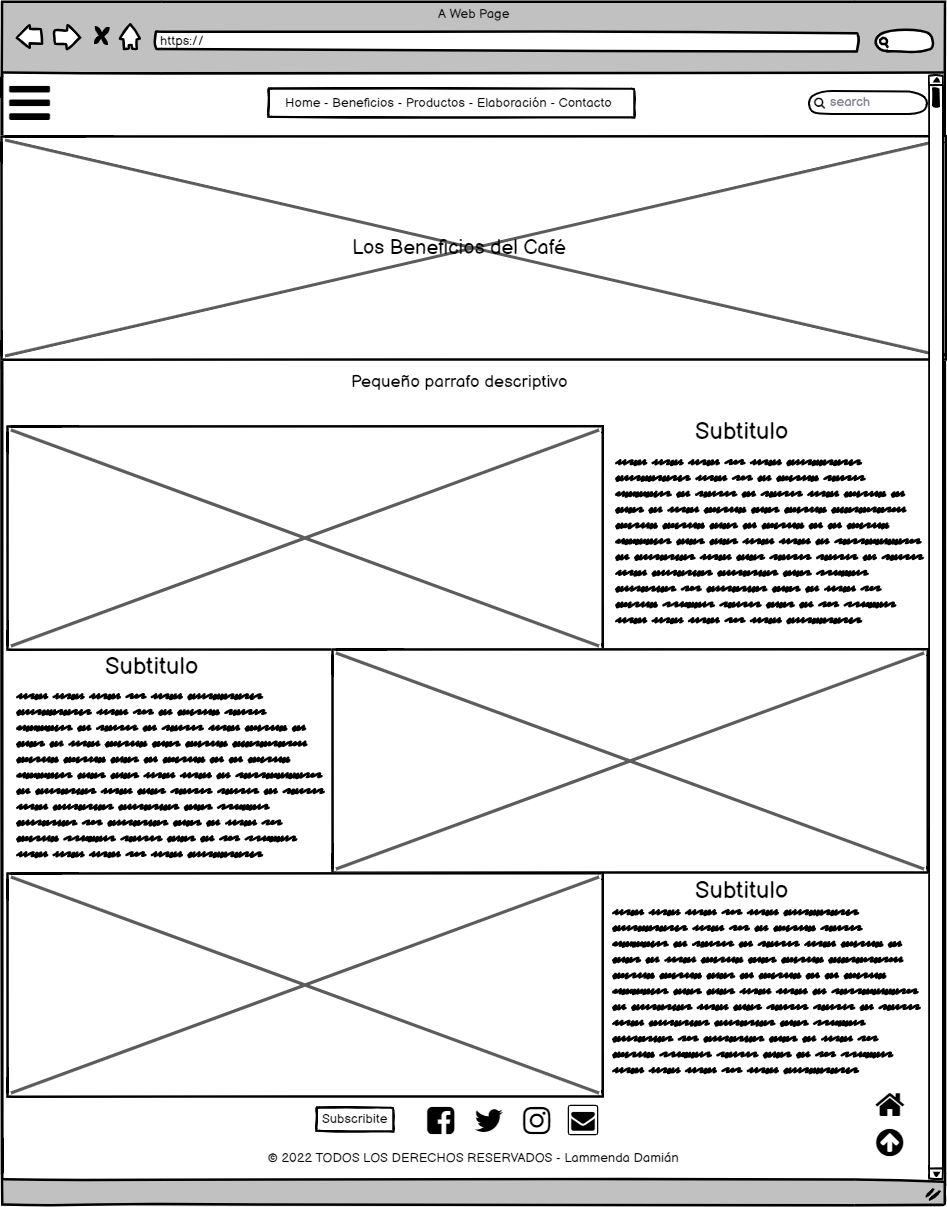 A Web Page
https://
Home - Beneficios - Productos - Elaboración - Contacto
search
Los Beneficios del Café
Pequeño parrafo descriptivo
Subtitulo
Subtitulo
Subtitulo
Subscribite
© 2022 TODOS LOS DERECHOS RESERVADOS - Lammenda Damián